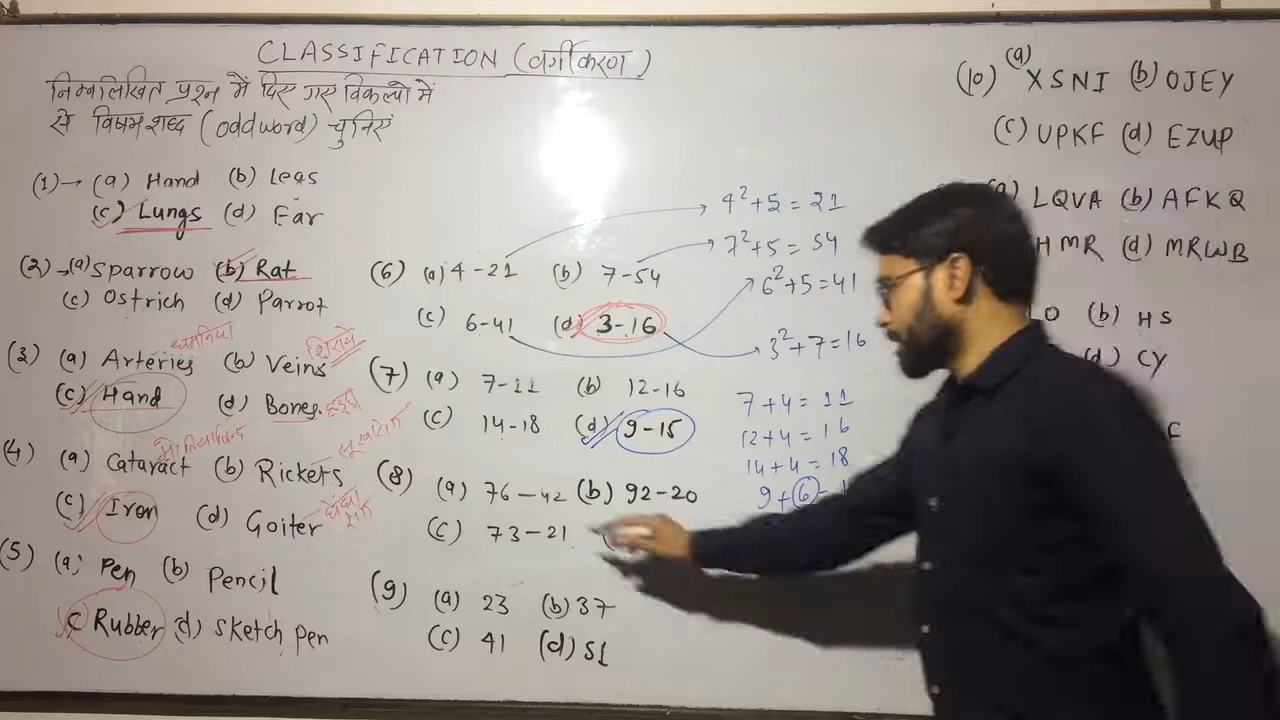 CLASSIFICATION (वर्गीकरण)
निम्नलिखित प्रश्न में दिए गए विकल्पो में
से विषम शब्द (odd word) चुनिएं
(1)→ (a) Hand (b) Legs
(c) Lungs (d) Ear
(2)→(a) Sparrow (b) Rat
(c) Ostrich (d) Parrot
धमनियां
(3) (a) Arteries (b) Veins शिराये
(c) Hand (d) Bones हड्डी
मोतियाबिन्द
(4) (a) Cataract (b) Rickets सूखारोग
(c) Iron (d) Goiter घेंघा रोग
(5) (a) Pen (b) Pencil
(c) Rubber (d) Sketch pen
(6) (a) 4-21 (b) 7-54
(c) 6-41 (d) 3-16
4²+5=21
7²+5=54
6²+5=41
3²+7=16
(7) (a) 7-11 (b) 12-16
(c) 14-18 (d) 9-15
7+4=11
12+4=16
14+4=18
9+6=1
(8) (a) 76-42 (b) 92-20
(c) 73-21
(9) (a) 23 (b) 37
(c) 41 (d) 51
(10) (a) XSNI (b) OJEY
(c) UPKF (d) EZUP
LQVA (b) AFKQ
HMR (d) MRWB
LO (b) HS
(d) CY